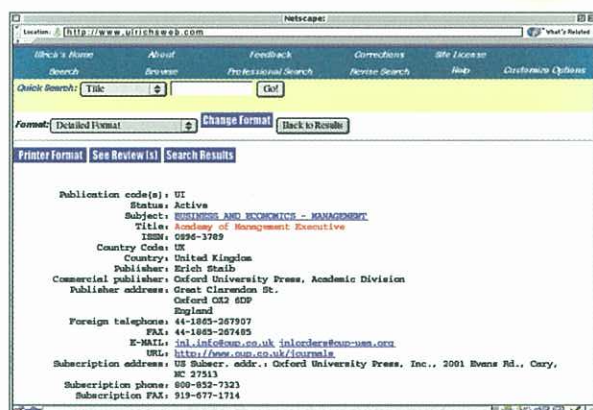 Netscape:
Location: http://www.ulrichsweb.com What's Related
Ulrich's Home About Feedback Corrections Site License
Search Browse Professional Search Revise Search Help Customize Options
Quick Search: Title Go!
Format: Detailed Format Change Format Back to Results
Printer Format See Review(s) Search Results
Publication code(s): UI
Status: Active
Subject: BUSINESS AND ECONOMICS - MANAGEMENT
Title: Academy of Management Executive
ISSN: 0896-3789
Country Code: UK
Country: United Kingdom
Publisher: Erich Staib
Commercial publisher: Oxford University Press, Academic Division
Publisher address: Great Clarendon St.
Oxford OX2 6DP
England
Foreign telephone: 44-1865-267907
FAX: 44-1865-267485
E-MAIL: jnl.info@oup.co.uk jnlorders@oup-usa.org
URL: http://www.oup.co.uk/journals
Subscription address: US Subscr. addr.: Oxford University Press, Inc., 2001 Evans Rd., Cary,
NC 27513
Subscription phone: 800-852-7323
Subscription FAX: 919-677-1714